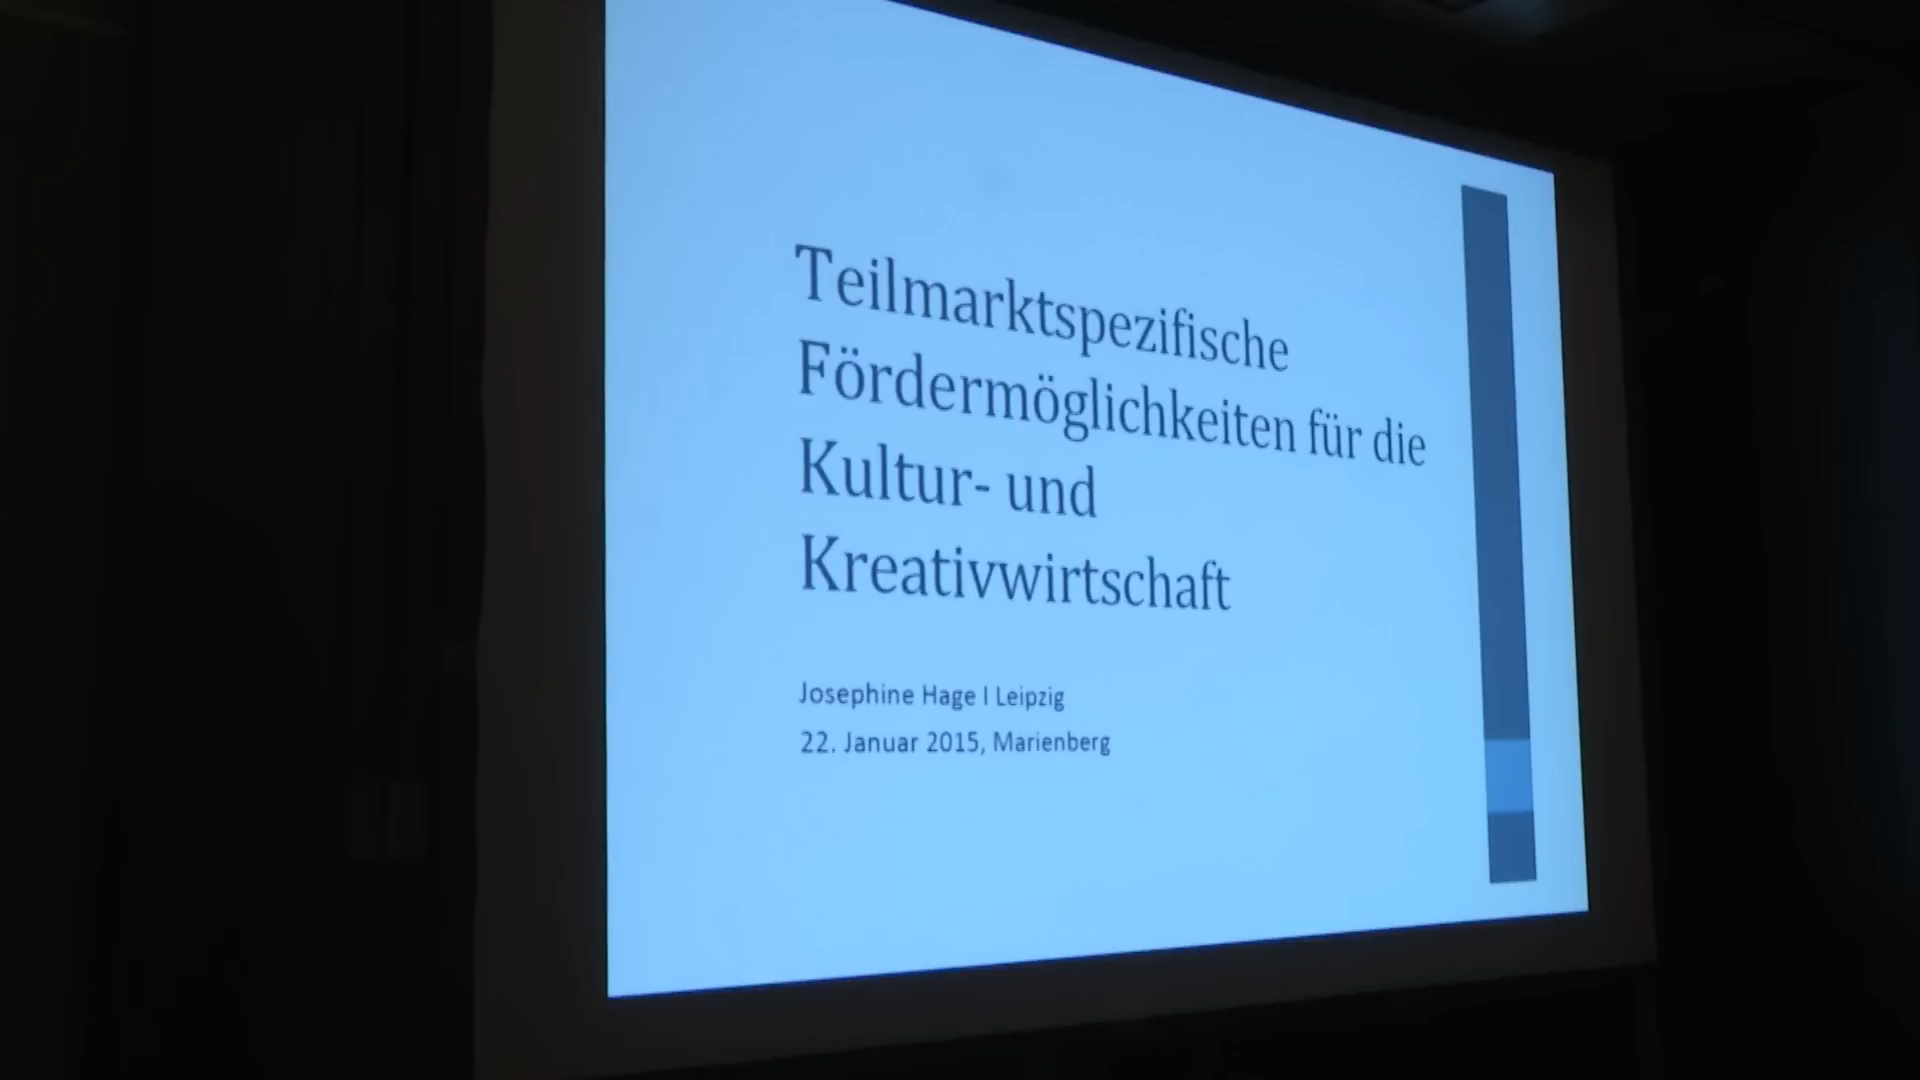 Teilmarktspezifische
Fördermöglichkeiten für die
Kultur- und
Kreativwirtschaft
Josephine Hage I Leipzig
22. Januar 2015, Marienberg